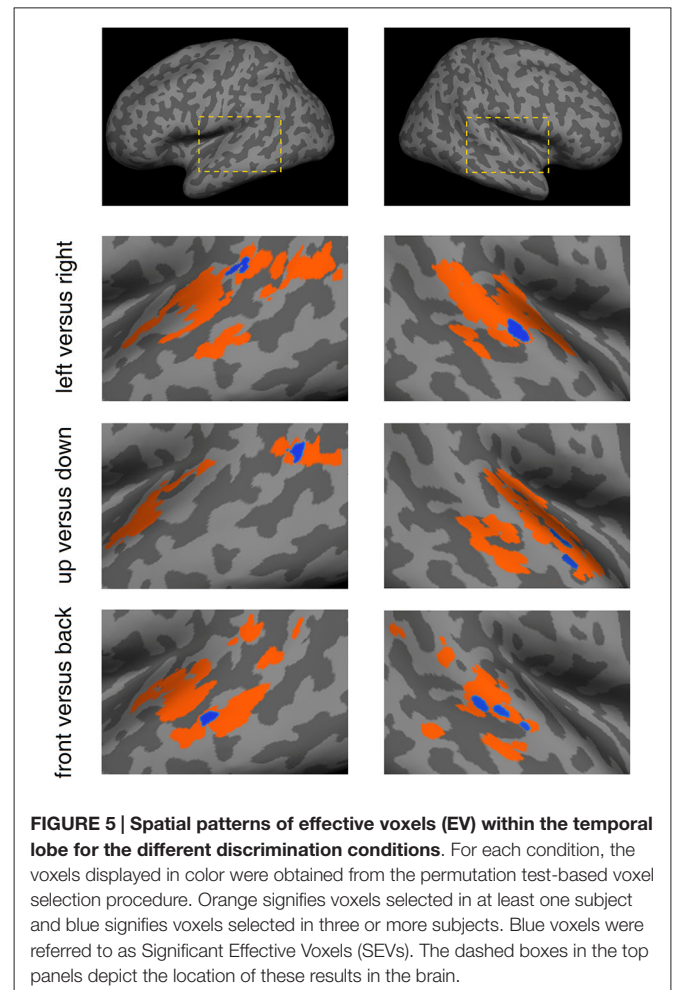 left versus right
up versus down
front versus back
FIGURE 5 | Spatial patterns of effective voxels (EV) within the temporal
lobe for the different discrimination conditions. For each condition, the
voxels displayed in color were obtained from the permutation test-based voxel
selection procedure. Orange signifies voxels selected in at least one subject
and blue signifies voxels selected in three or more subjects. Blue voxels were
referred to as Significant Effective Voxels (SEVs). The dashed boxes in the top
panels depict the location of these results in the brain.